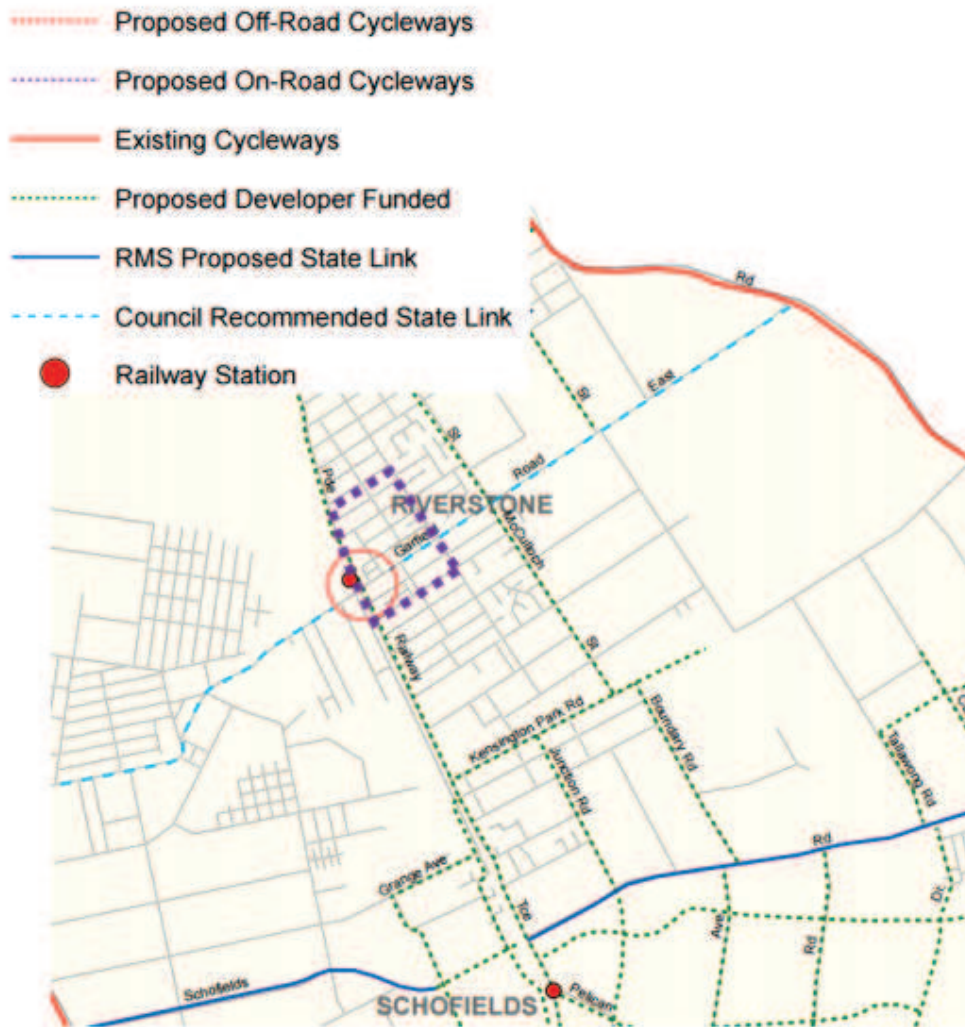 Proposed Off-Road Cycleways
Proposed On-Road Cycleways
Existing Cycleways
Proposed Developer Funded
RMS Proposed State Link
Council Recommended State Link
Railway Station
Rd
East
St
St
Road
Pde
RIVERSTONE
McCulloch
Garfiel
Railway
St
Kensington Park Rd
Boundary Rd
Junction Rd
Tallawong Rd
Rd
Grange Ave
Tce
Dr
Ave
Rd
Schofields
SCHOFIELDS
Pelican